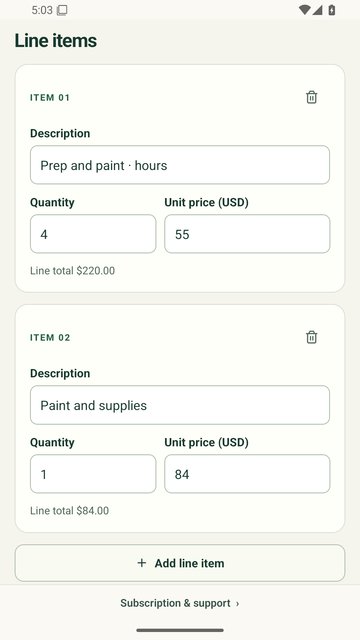 5:03
Line items
ITEM 01
Description
Prep and paint · hours
Quantity Unit price (USD)
4 55
Line total $220.00
ITEM 02
Description
Paint and supplies
Quantity Unit price (USD)
1 84
Line total $84.00
+ Add line item
Subscription & support ›